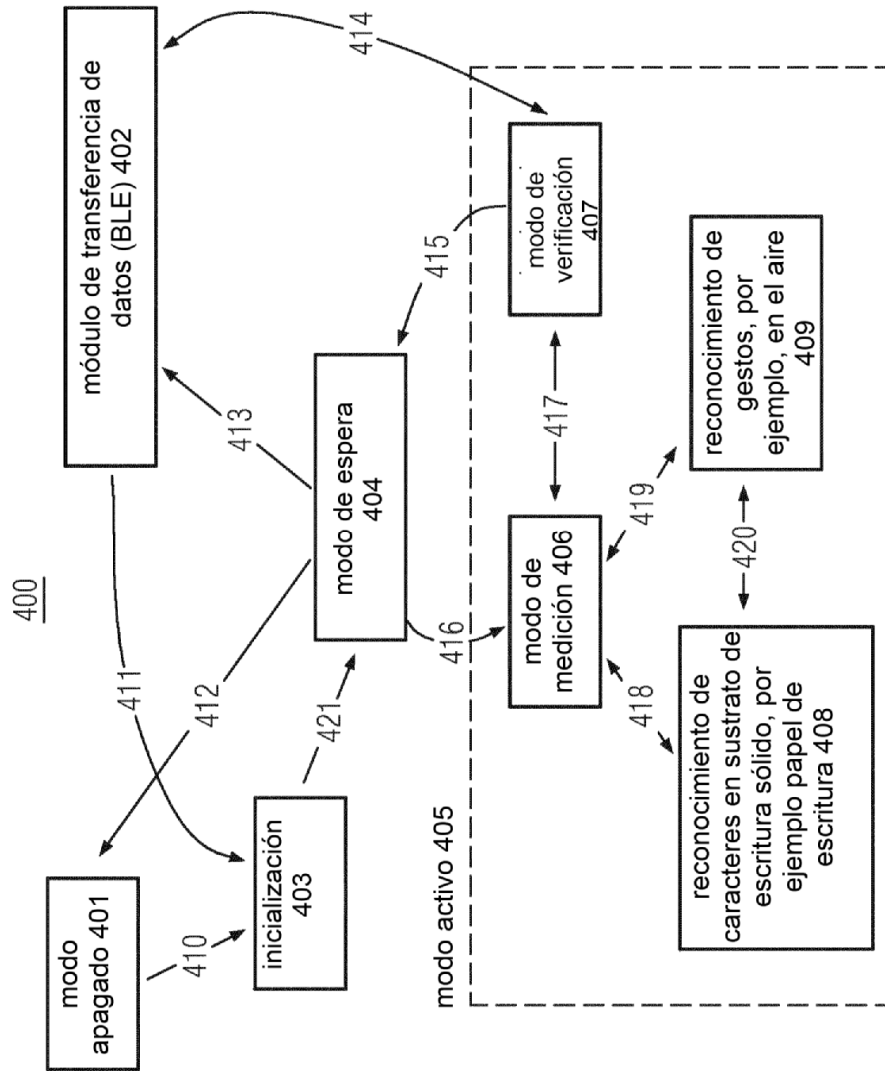 400
modo
apagado 401
módulo de transferencia de
datos (BLE) 402
410
411
412
413
414
inicialización
403
421
modo de espera
404
415
416
modo activo 405
modo de
medición 406
417
modo de
verificación
407
418
419
reconocimiento de
caracteres en sustrato de
escritura sólido, por
ejemplo papel de
escritura 408
420
reconocimiento de
gestos, por
ejemplo, en el aire
409